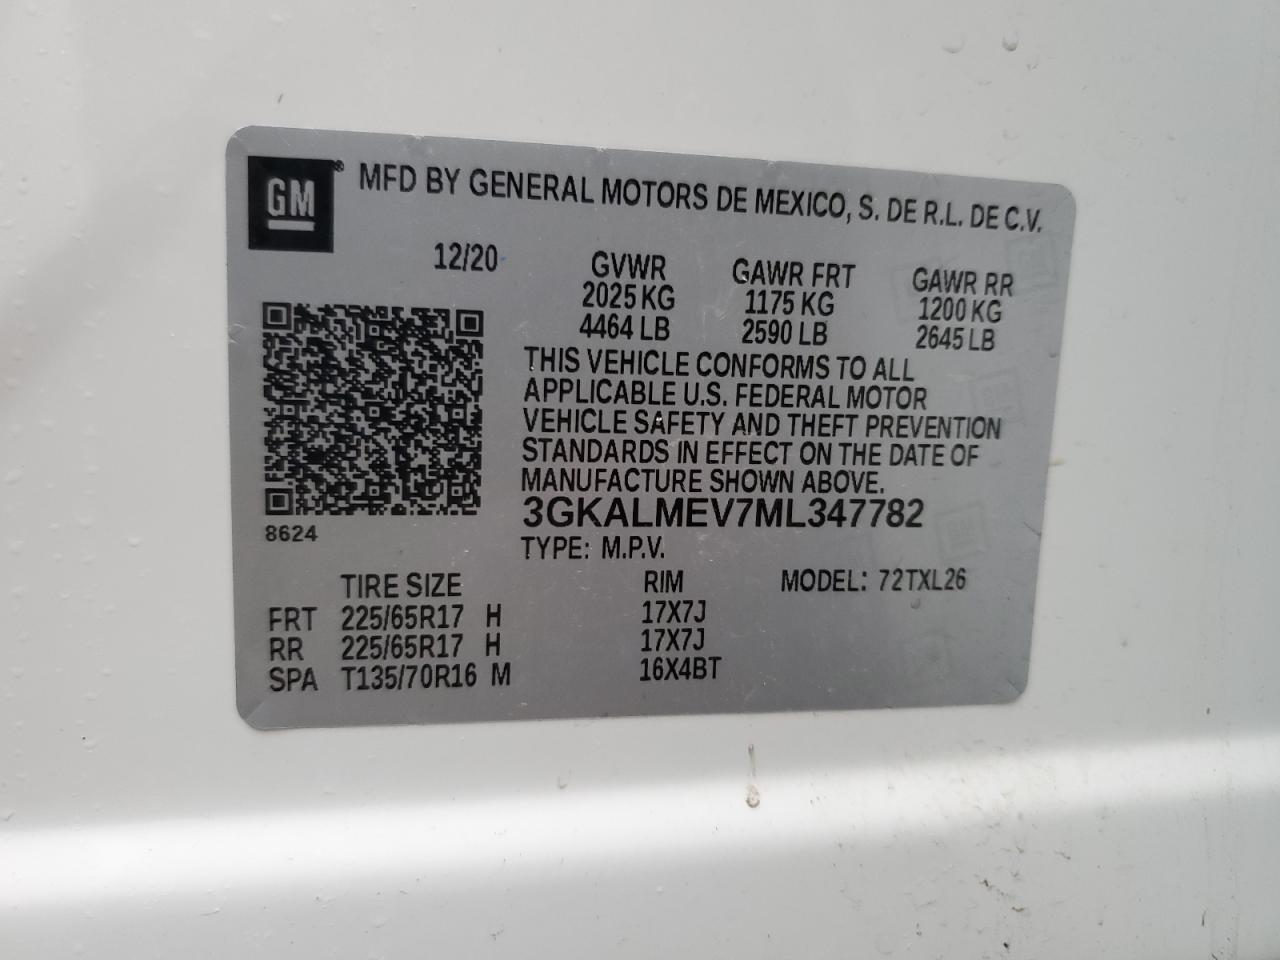 GM® MFD BY GENERAL MOTORS DE MEXICO, S. DE R.L. DE C.V.
12/20 GVWR GAWR FRT GAWR RR
2025 KG 1175 KG 1200 KG
4464 LB 2590 LB 2645 LB
THIS VEHICLE CONFORMS TO ALL
APPLICABLE U.S. FEDERAL MOTOR
VEHICLE SAFETY AND THEFT PREVENTION
STANDARDS IN EFFECT ON THE DATE OF
MANUFACTURE SHOWN ABOVE.
3GKALMEV7ML347782
8624
TYPE: M.P.V.
TIRE SIZE RIM MODEL: 72TXL26
FRT 225/65R17 H 17X7J
RR 225/65R17 H 17X7J
SPA T135/70R16 M 16X4BT